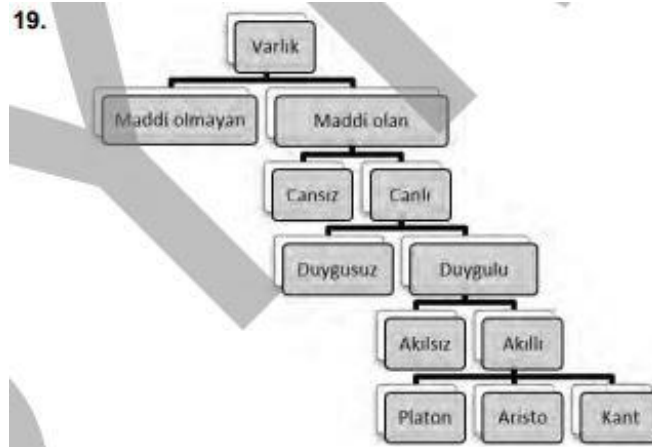 19.
Varlık
Maddi olmayan Maddi olan
Cansız Canlı
Duygusuz Duygulu
Akılsız Akıllı
Platon Aristo Kant